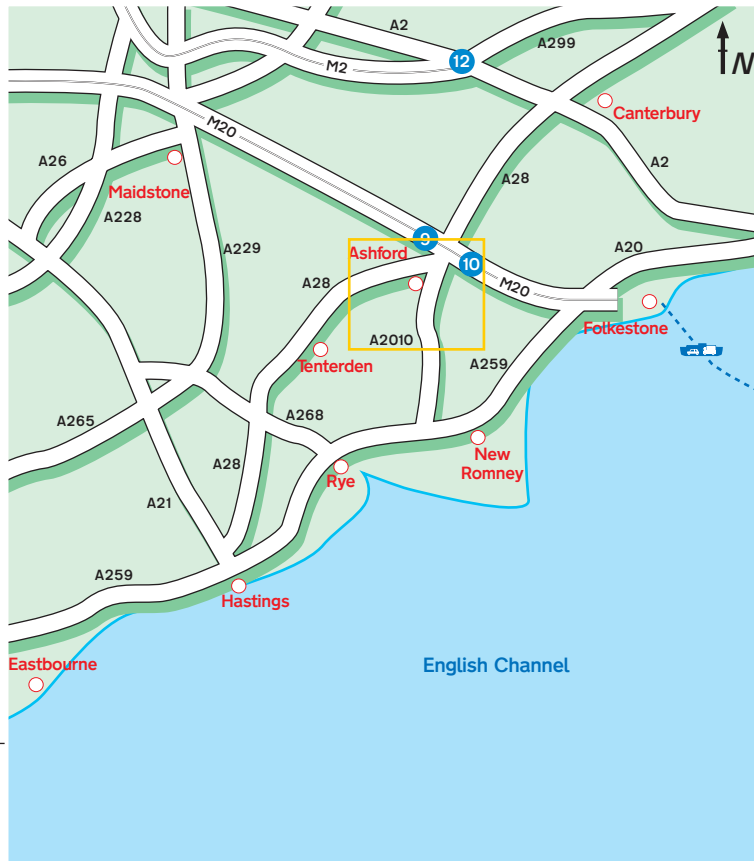 A2
A299
N
M2
12
Canterbury
M20
A26
A2
Maidstone
A28
A228
A229
9
A20
Ashford
10
A28
M20
Folkestone
A2010
Tenterden
A259
A265
A268
New
Romney
A28
Rye
A21
A259
Hastings
Eastbourne
English Channel